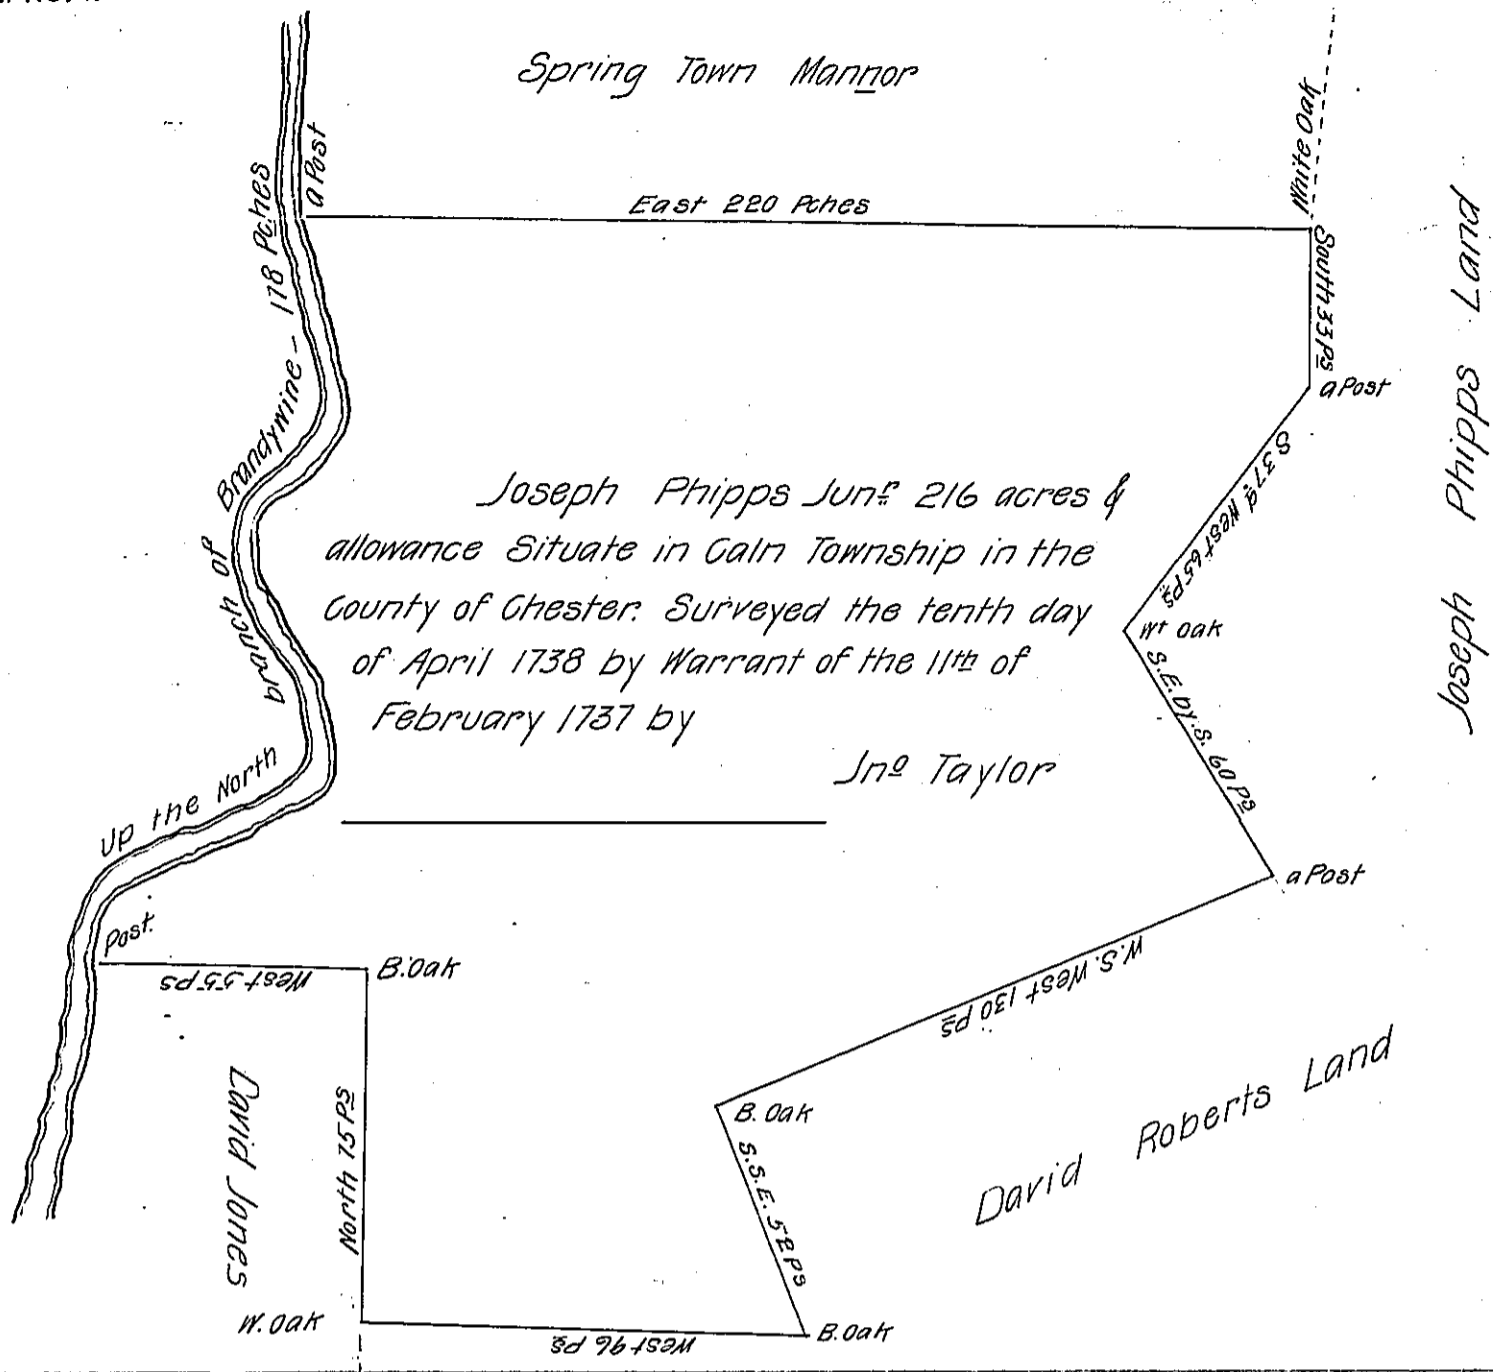 Spring Town Mannor
a Post
White Oak
East 220 Pches
South 33 Ps
a Post
Joseph Phipps Land
S 37d West 65 Ps
Wt Oak
S.E. by. S. 60 Ps
a Post
Joseph Phipps Junr 216 acres &
allowance Situate in Caln Township in the
County of Chester. Surveyed the tenth day
of April 1738 by Warrant of the 11th of
February 1737 by
Jno Taylor
up the North branch of Brandywine – 178 Pches
Post.
West 55 Ps
B. Oak
W. S. West 130 Ps
David Roberts Land
B. Oak
S. S. E. 52 Ps
North 75 Ps
David Jones
W. Oak
West 96 Ps
B. Oak